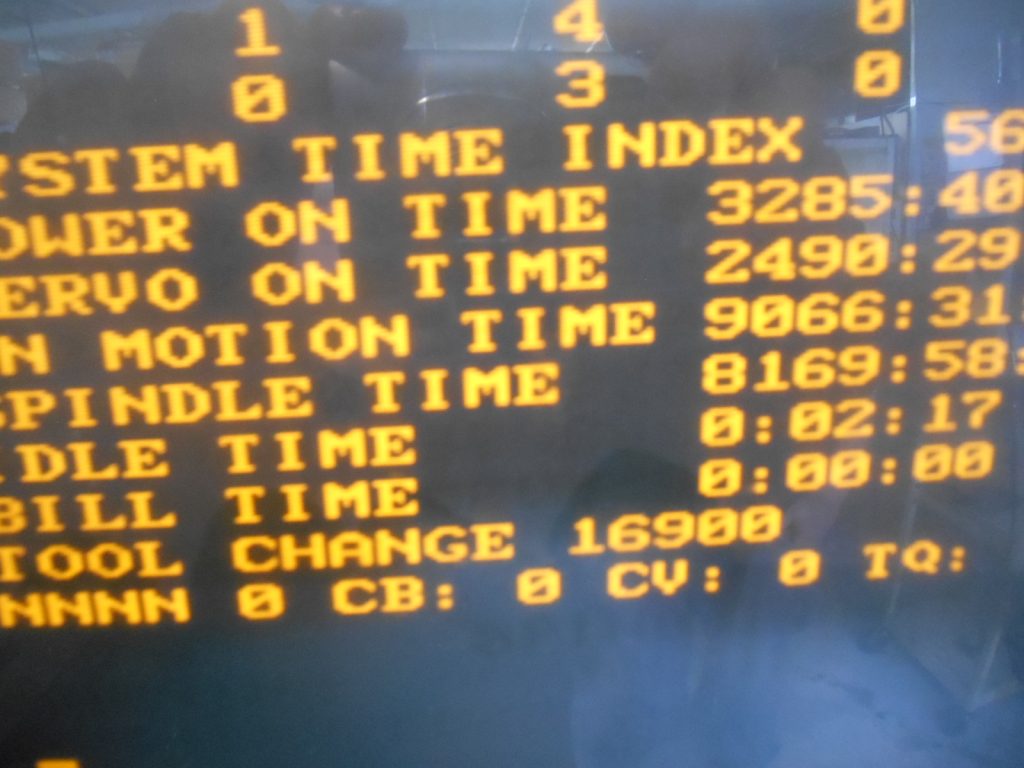 1 4 0
0 3 0
YSTEM TIME INDEX 56
OWER ON TIME 3285:40
ERVO ON TIME 2490:29
N MOTION TIME 9066:31:
SPINDLE TIME 8169:58:
IDLE TIME 0:02:17
BILL TIME 0:00:00
TOOL CHANGE 16900
NNNNN 0 CB: 0 CV: 0 TQ: